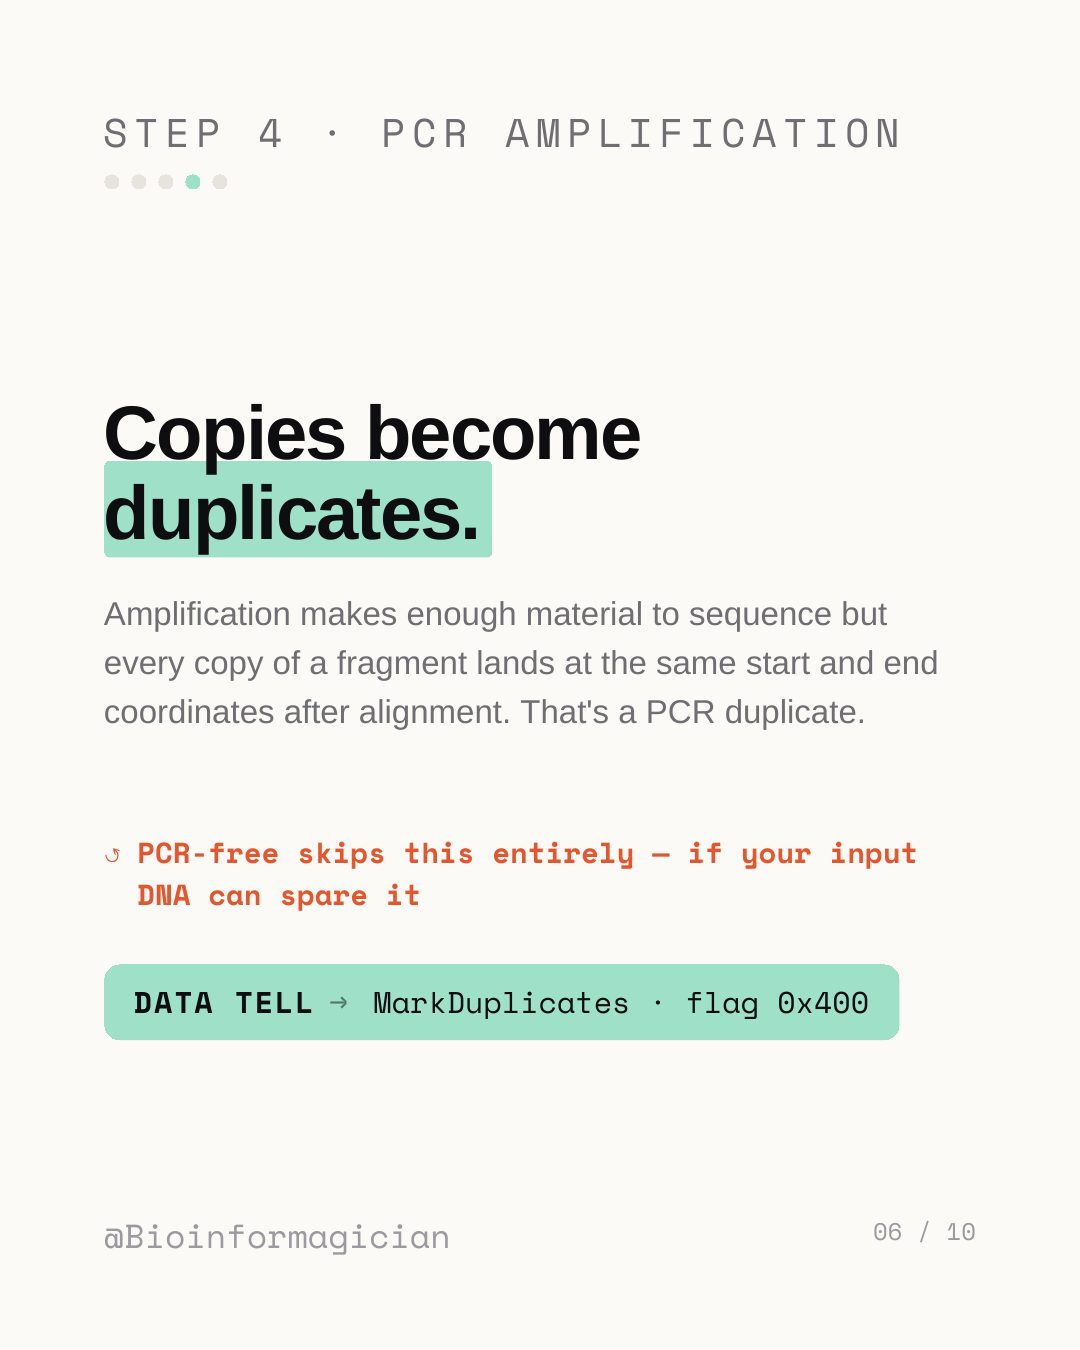 STEP 4 · PCR AMPLIFICATION
Copies become
duplicates.
Amplification makes enough material to sequence but
every copy of a fragment lands at the same start and end
coordinates after alignment. That's a PCR duplicate.
↺ PCR-free skips this entirely — if your input
DNA can spare it
DATA TELL → MarkDuplicates · flag 0x400
@Bioinformagician
06 / 10